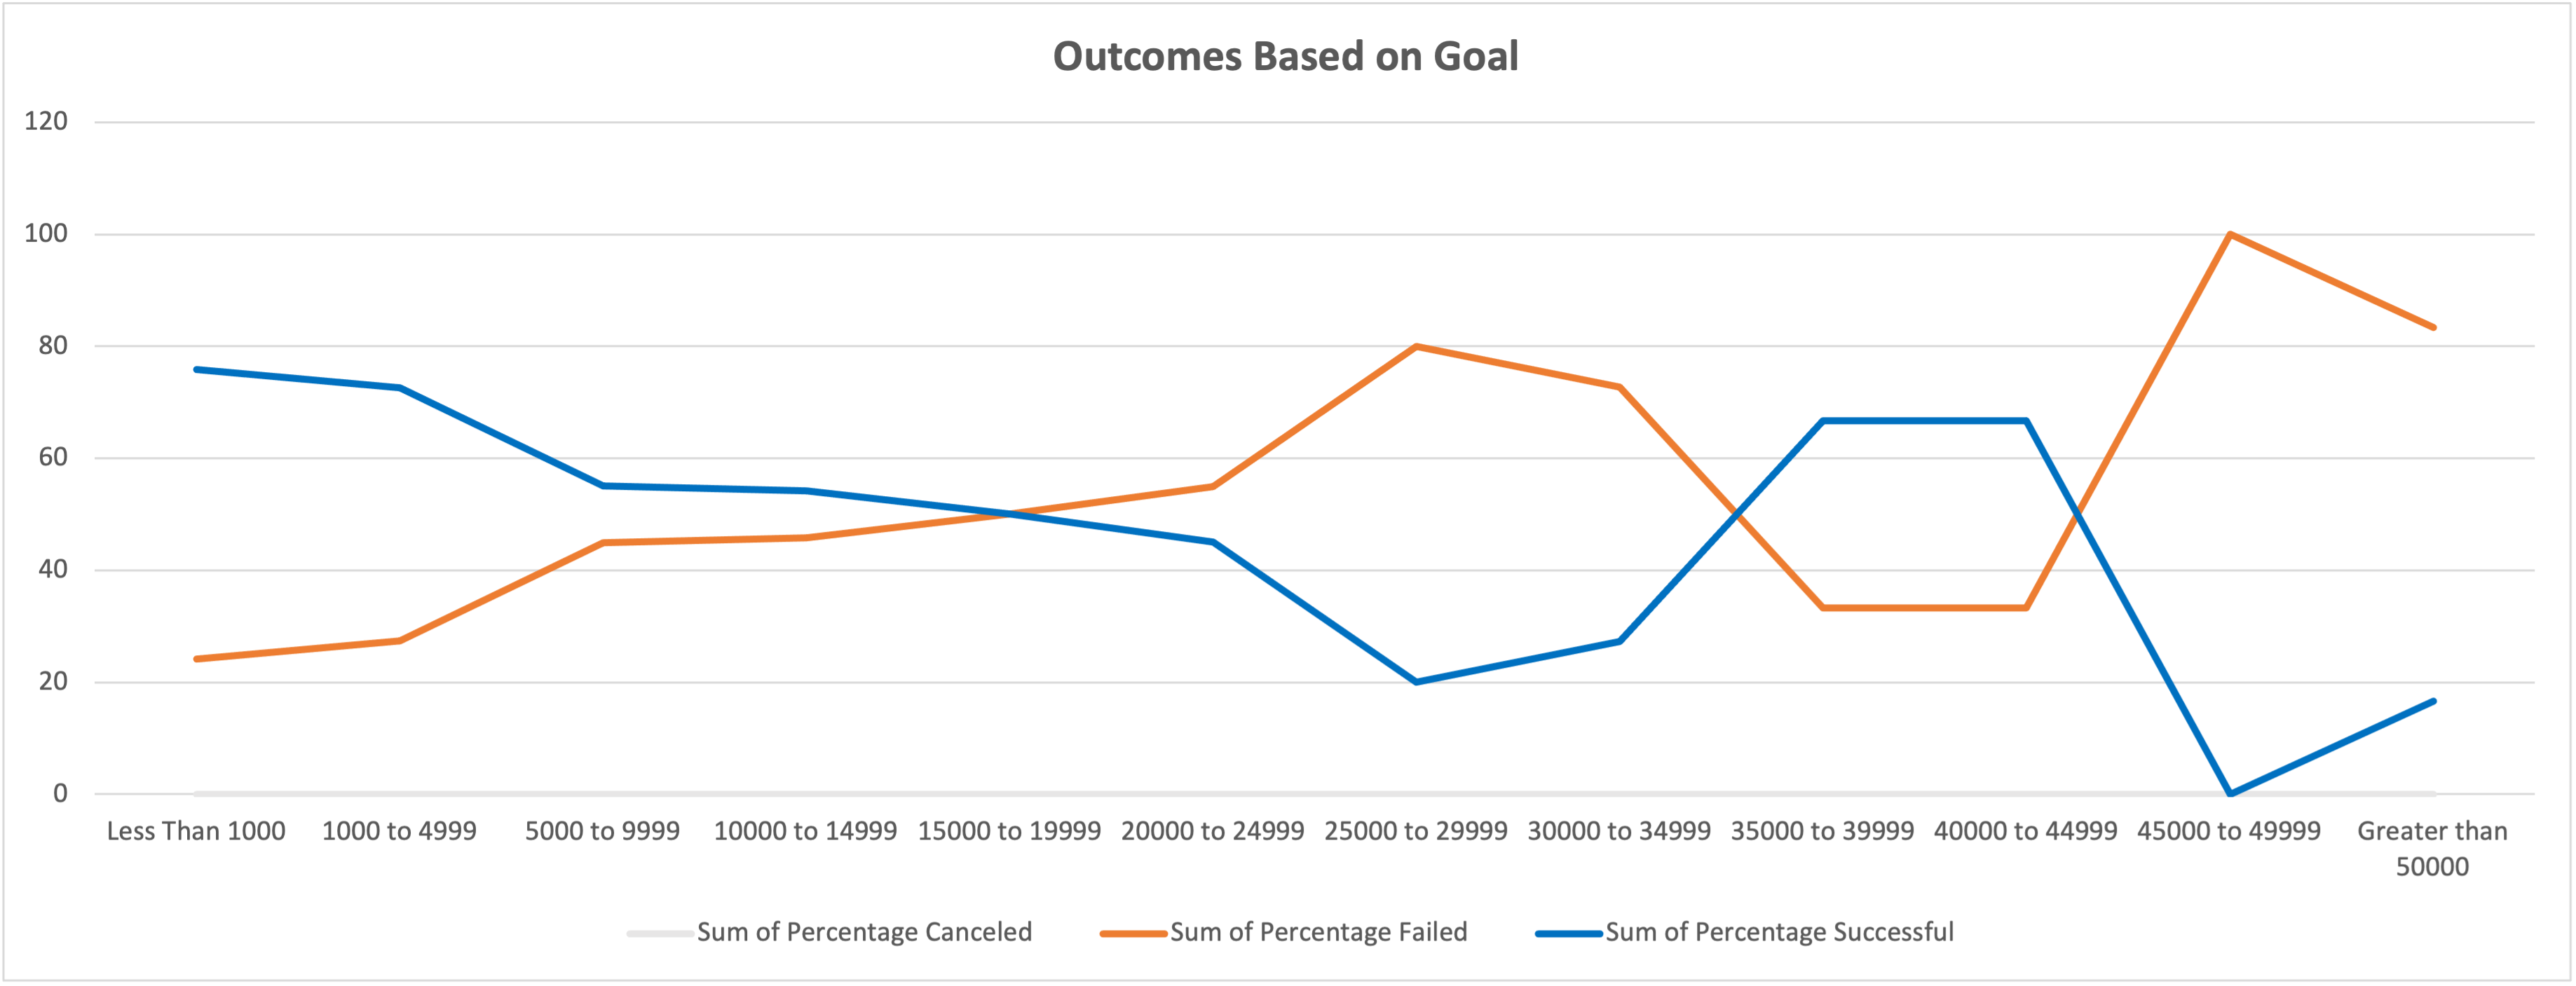 Outcomes Based on Goal
120
100
80
60
40
20
0
Less Than 1000
1000 to 4999
5000 to 9999
10000 to 14999
15000 to 19999
20000 to 24999
25000 to 29999
30000 to 34999
35000 to 39999
40000 to 44999
45000 to 49999
Greater than
50000
Sum of Percentage Canceled
Sum of Percentage Failed
Sum of Percentage Successful